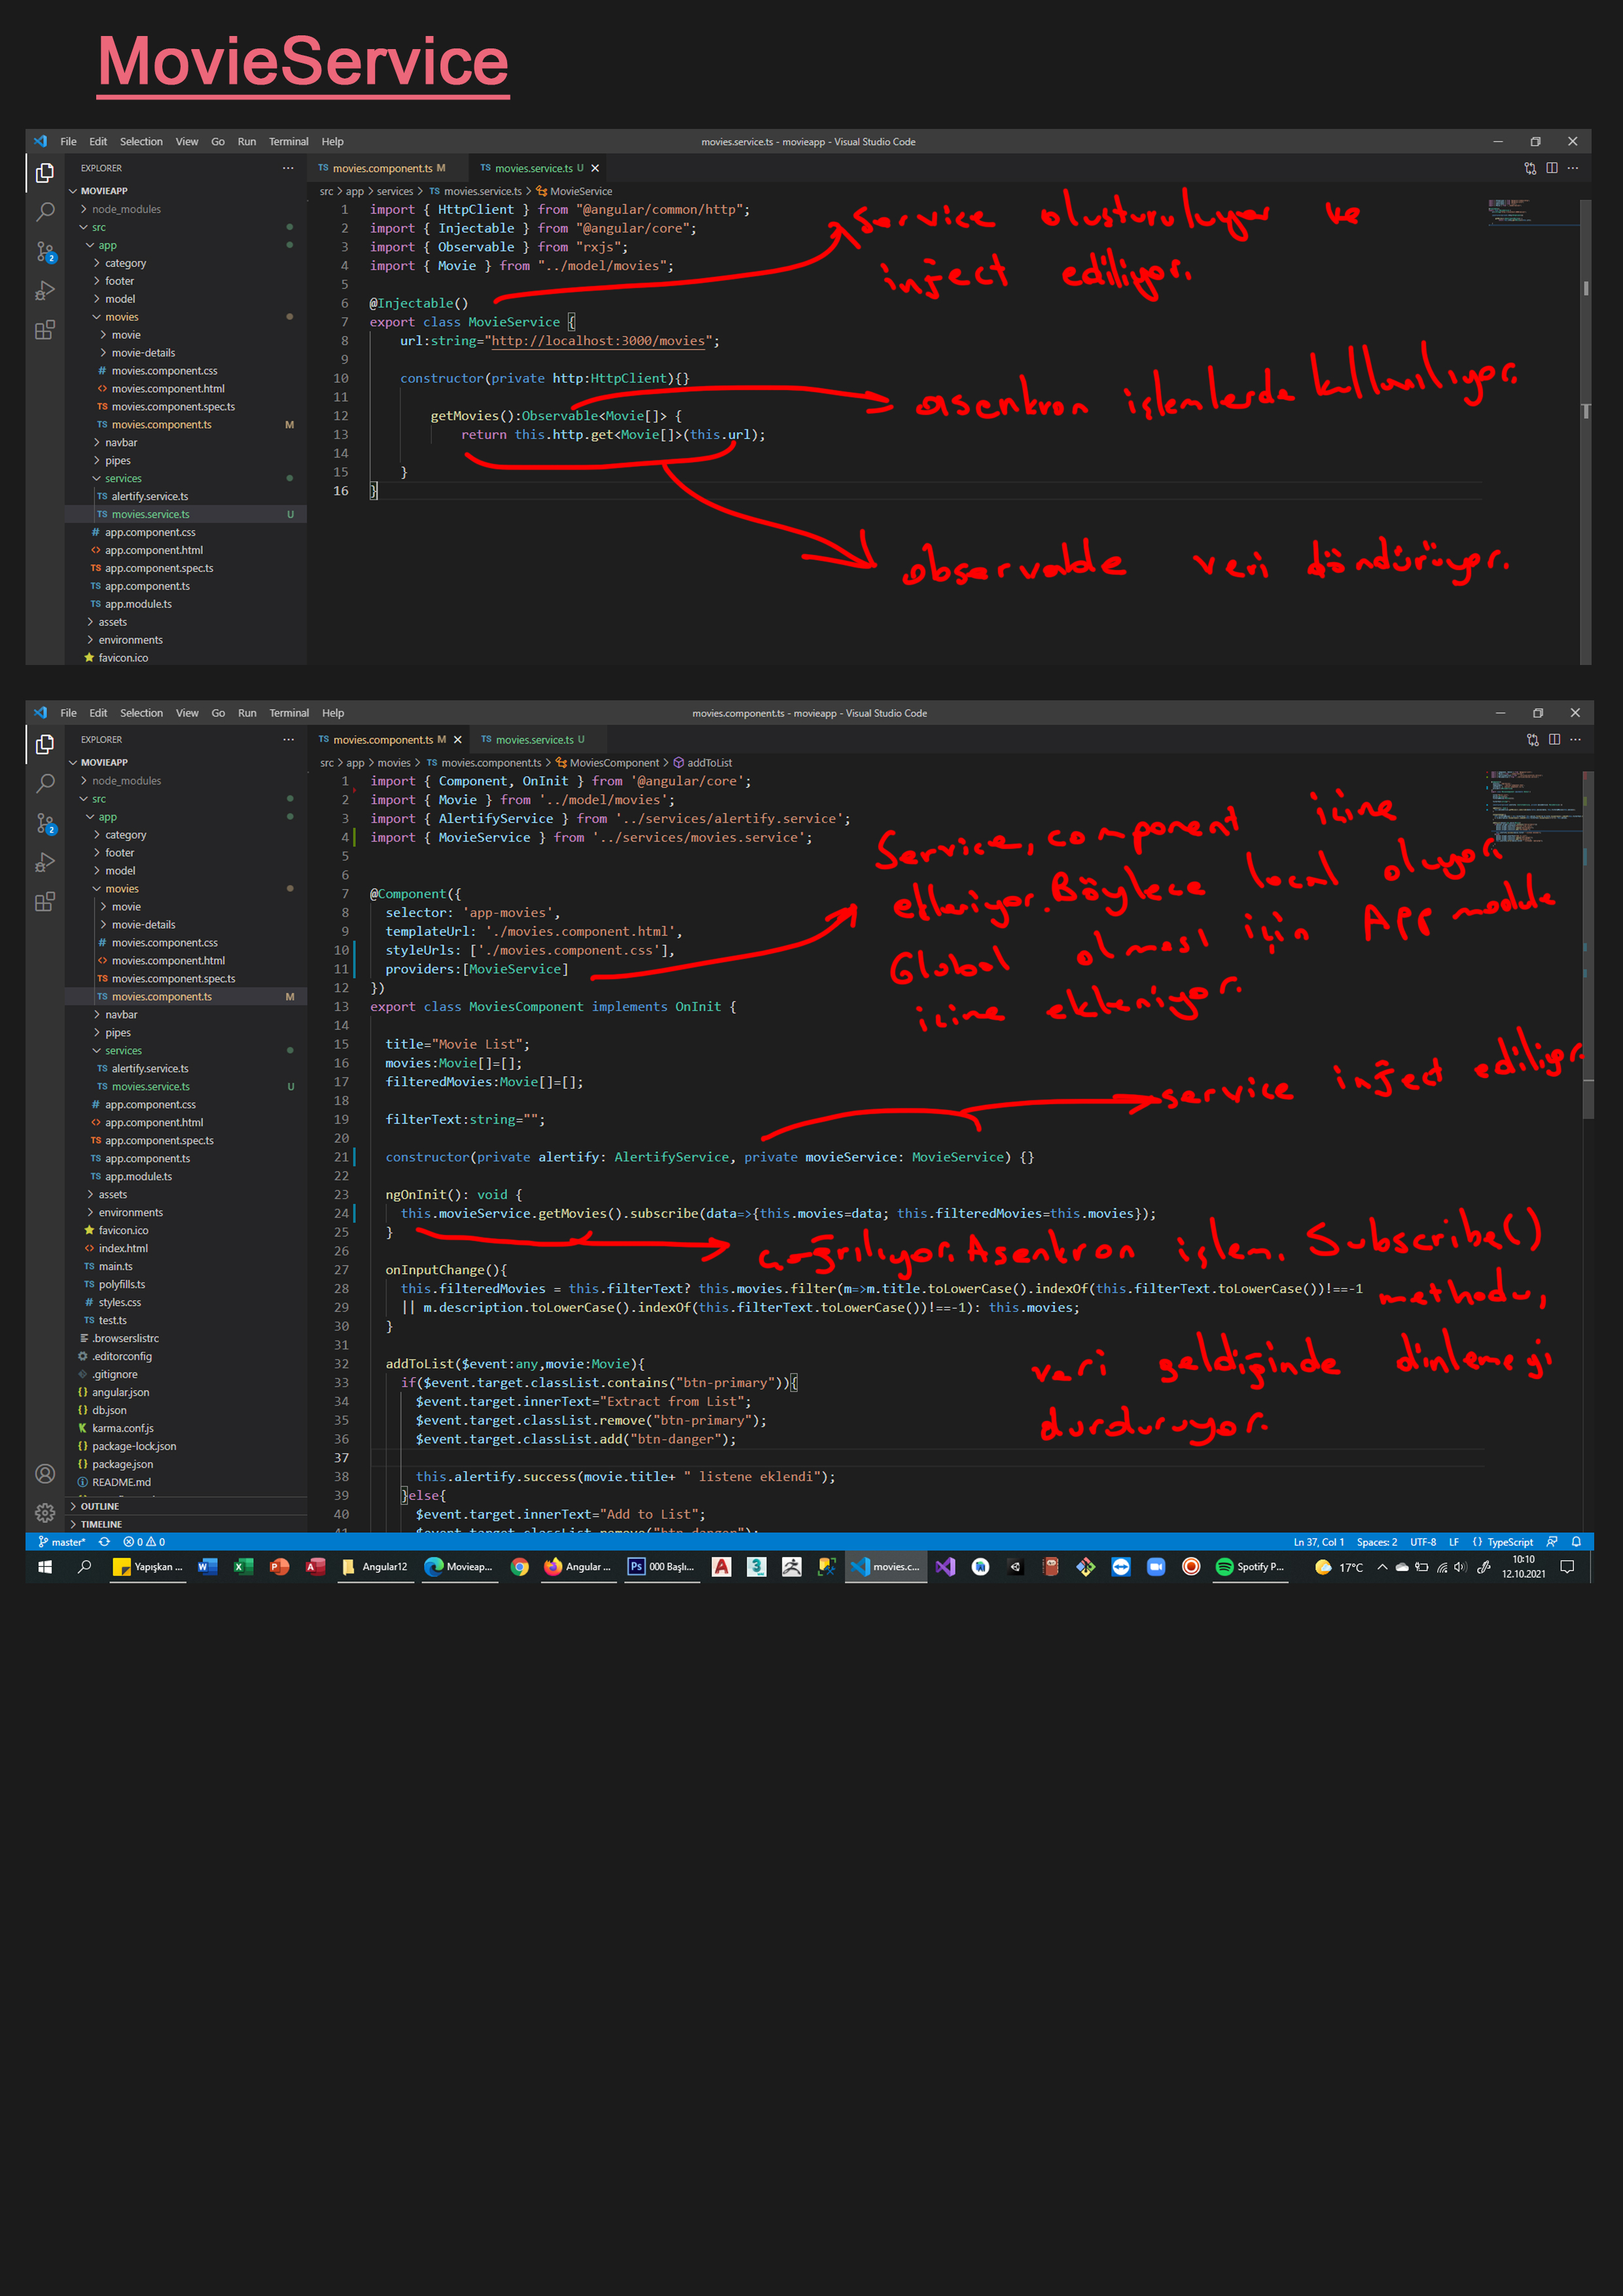 MovieService
File Edit Selection View Go Run Terminal Help
movies.service.ts - movieapp - Visual Studio Code
EXPLORER
MOVIEAPP
node_modules
src
app
category
footer
model
movies
movie
movie-details
movies.component.css
movies.component.html
movies.component.spec.ts
movies.component.ts M
navbar
pipes
services
alertify.service.ts
movies.service.ts U
app.component.css
app.component.html
app.component.spec.ts
app.component.ts
app.module.ts
assets
environments
favicon.ico
movies.component.ts M
movies.service.ts U
src > app > services > TS movies.service.ts > MovieService
1 import { HttpClient } from "@angular/common/http";
2 import { Injectable } from "@angular/core";
3 import { Observable } from "rxjs";
4 import { Movie } from "../model/movies";
5
6 @Injectable()
7 export class MovieService {
8 url:string="http://localhost:3000/movies";
9
10 constructor(private http:HttpClient){}
11
12 getMovies():Observable<Movie[]> {
13 return this.http.get<Movie[]>(this.url);
14
15 }
16 }
Service oluşturuluyor ve
inject ediliyor.
asenkron işlemlerde kullanılıyor.
observable veri döndürüyor.
File Edit Selection View Go Run Terminal Help
movies.component.ts - movieapp - Visual Studio Code
EXPLORER
MOVIEAPP
node_modules
src
app
category
footer
model
movies
movie
movie-details
movies.component.css
movies.component.html
movies.component.spec.ts
movies.component.ts M
navbar
pipes
services
alertify.service.ts
movies.service.ts U
app.component.css
app.component.html
app.component.spec.ts
app.component.ts
app.module.ts
assets
environments
favicon.ico
index.html
main.ts
polyfills.ts
styles.css
test.ts
.browserslistrc
.editorconfig
.gitignore
angular.json
db.json
karma.conf.js
package-lock.json
package.json
README.md
OUTLINE
TIMELINE
movies.component.ts M
movies.service.ts U
src > app > movies > TS movies.component.ts > MoviesComponent > addToList
1 import { Component, OnInit } from '@angular/core';
2 import { Movie } from '../model/movies';
3 import { AlertifyService } from '../services/alertify.service';
4 import { MovieService } from '../services/movies.service';
5
6
7 @Component({
8 selector: 'app-movies',
9 templateUrl: './movies.component.html',
10 styleUrls: ['./movies.component.css'],
11 providers:[MovieService]
12 })
13 export class MoviesComponent implements OnInit {
14
15 title="Movie List";
16 movies:Movie[]=[];
17 filteredMovies:Movie[]=[];
18
19 filterText:string="";
20
21 constructor(private alertify: AlertifyService, private movieService: MovieService) {}
22
23 ngOnInit(): void {
24 this.movieService.getMovies().subscribe(data=>{this.movies=data; this.filteredMovies=this.movies});
25 }
26
27 onInputChange(){
28 this.filteredMovies = this.filterText? this.movies.filter(m=>m.title.toLowerCase().indexOf(this.filterText.toLowerCase())!==-1
29 || m.description.toLowerCase().indexOf(this.filterText.toLowerCase())!==-1): this.movies;
30 }
31
32 addToList($event:any,movie:Movie){
33 if($event.target.classList.contains("btn-primary")){
34 $event.target.innerText="Extract from List";
35 $event.target.classList.remove("btn-primary");
36 $event.target.classList.add("btn-danger");
37
38 this.alertify.success(movie.title+ " listene eklendi");
39 }else{
40 $event.target.innerText="Add to List";
41 $event.target.classList.remove("btn-danger");
Service, component içine
ekleniyor. Böylece local oluyor.
Global olması için App module
içine ekleniyor.
service inject ediliyor.
çağrılıyor. Asenkron işlem. Subscribe()
methodu,
veri geldiğinde dinlemeyi
durduruyor.
master* 0 0
Ln 37, Col 1 Spaces: 2 UTF-8 LF {} TypeScript
Yapışkan ... Angular12 Movieap... Angular ... 000 Başlı... movies.c... Spotify P... 17°C
10:10
12.10.2021